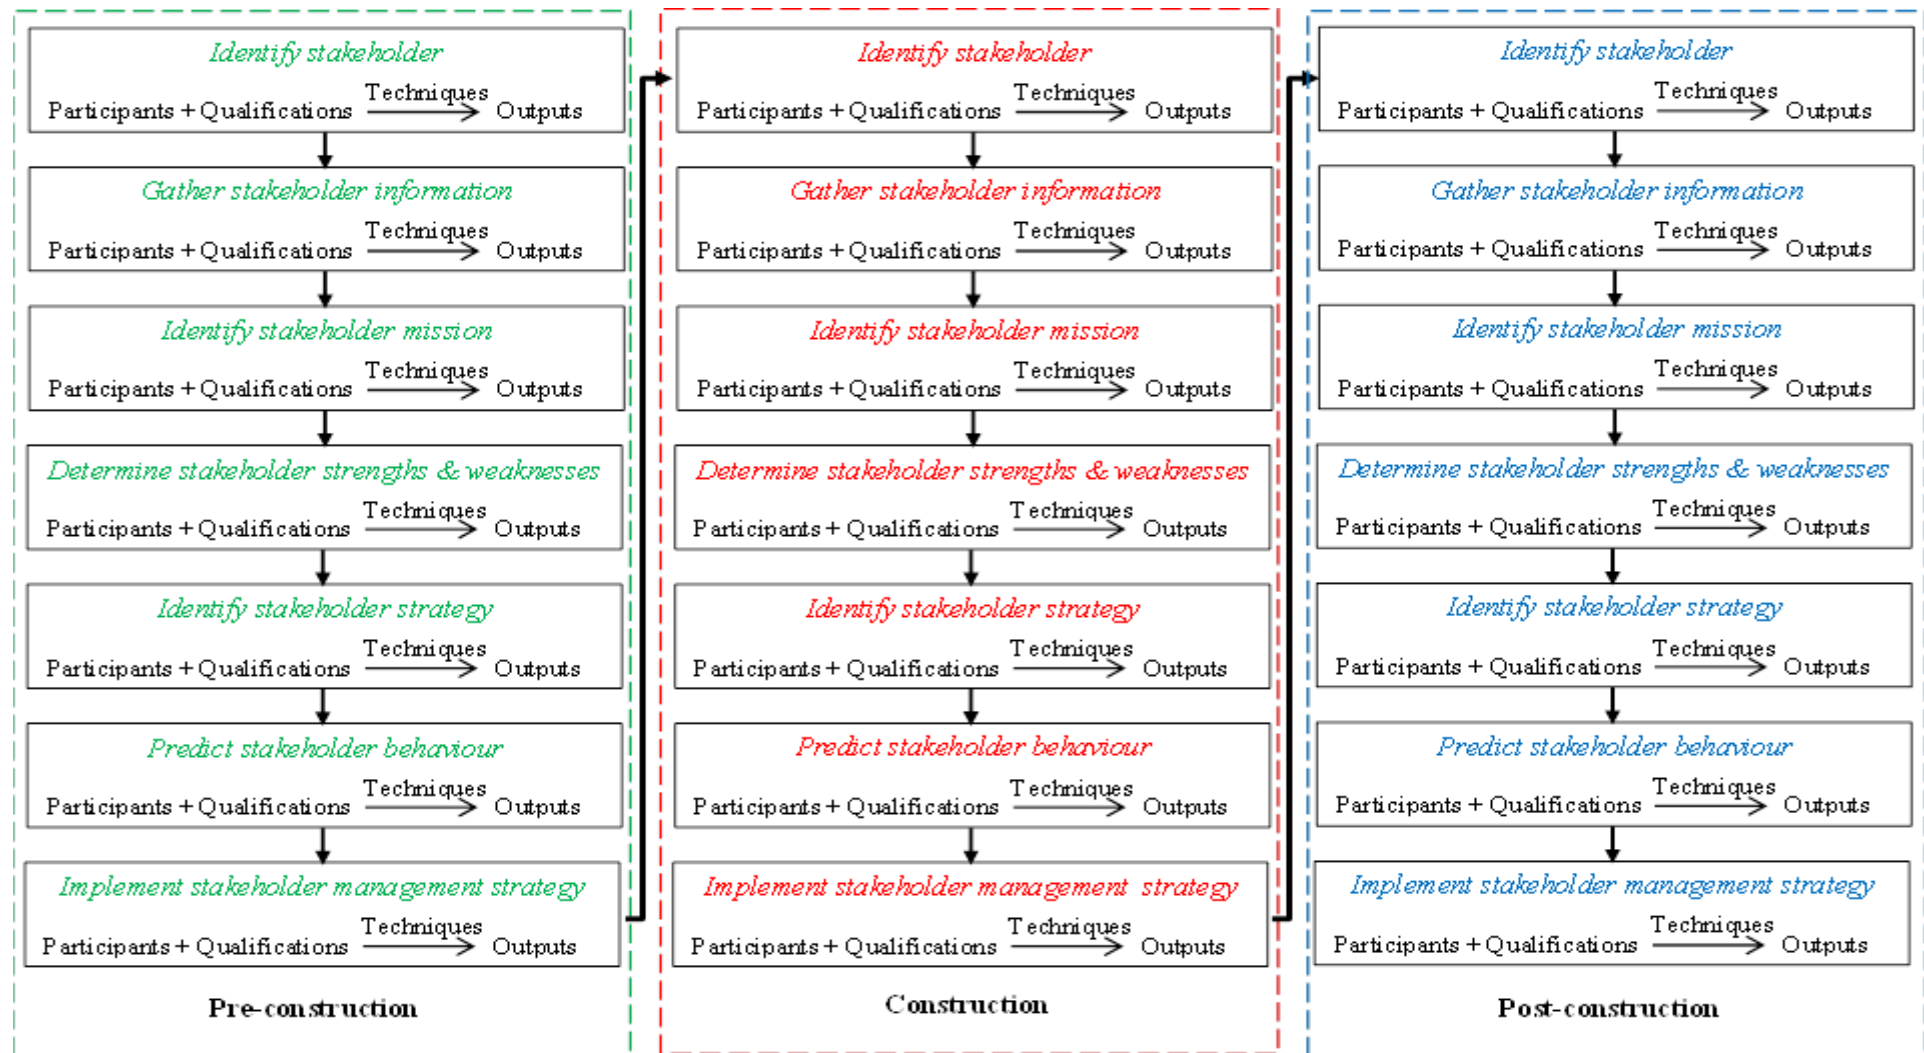 Identify stakeholder
Techniques
Participants + Qualifications Outputs
Gather stakeholder information
Techniques
Participants + Qualifications Outputs
Identify stakeholder mission
Techniques
Participants + Qualifications Outputs
Determine stakeholder strengths & weaknesses
Techniques
Participants + Qualifications Outputs
Identify stakeholder strategy
Techniques
Participants + Qualifications Outputs
Predict stakeholder behaviour
Techniques
Participants + Qualifications Outputs
Implement stakeholder management strategy
Techniques
Participants + Qualifications Outputs
Pre-construction
Identify stakeholder
Techniques
Participants + Qualifications Outputs
Gather stakeholder information
Techniques
Participants + Qualifications Outputs
Identify stakeholder mission
Techniques
Participants + Qualifications Outputs
Determine stakeholder strengths & weaknesses
Techniques
Participants + Qualifications Outputs
Identify stakeholder strategy
Techniques
Participants + Qualifications Outputs
Predict stakeholder behaviour
Techniques
Participants + Qualifications Outputs
Implement stakeholder management strategy
Techniques
Participants + Qualifications Outputs
Construction
Identify stakeholder
Techniques
Participants + Qualifications Outputs
Gather stakeholder information
Techniques
Participants + Qualifications Outputs
Identify stakeholder mission
Techniques
Participants + Qualifications Outputs
Determine stakeholder strengths & weaknesses
Techniques
Participants + Qualifications Outputs
Identify stakeholder strategy
Techniques
Participants + Qualifications Outputs
Predict stakeholder behaviour
Techniques
Participants + Qualifications Outputs
Implement stakeholder management strategy
Techniques
Participants + Qualifications Outputs
Post-construction